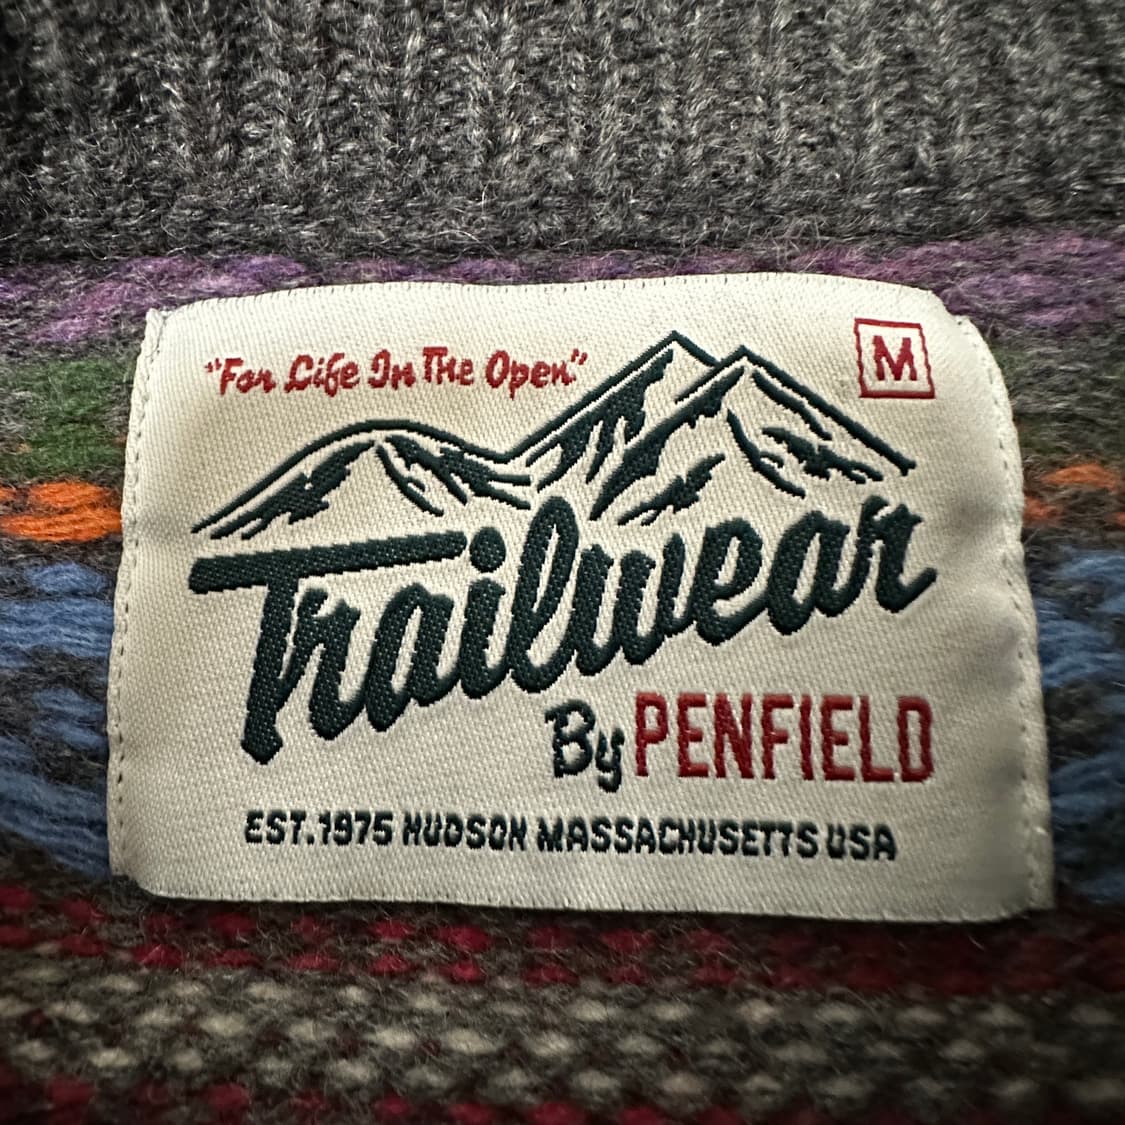 "For Life In The Open."
M
Trailwear
By PENFIELD
EST.1975 HUDSON MASSACHUSETTS USA